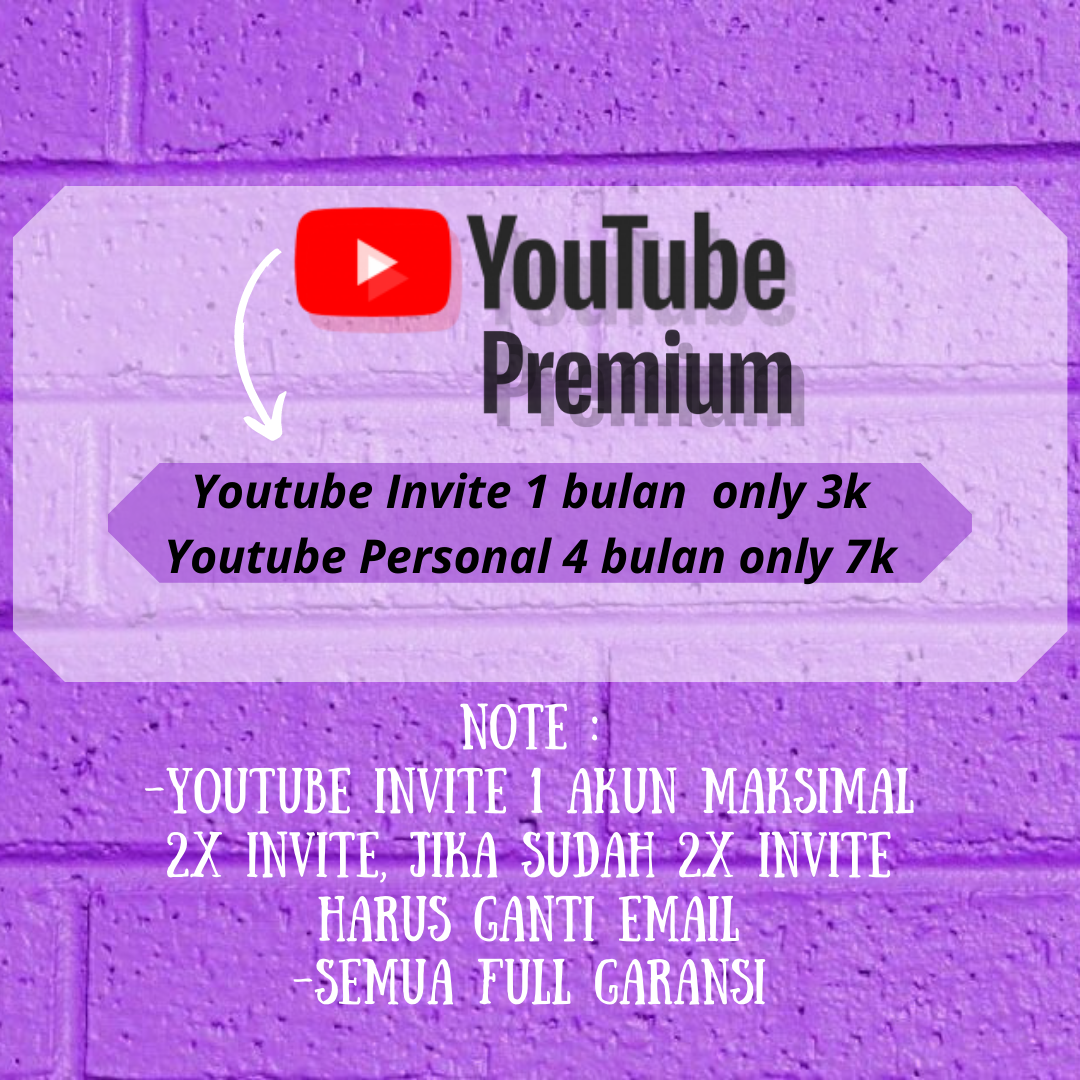 YouTube
Premium
Youtube Invite 1 bulan only 3k
Youtube Personal 4 bulan only 7k
NOTE :
-YOUTUBE INVITE 1 AKUN MAKSIMAL
2X INVITE, JIKA SUDAH 2X INVITE
HARUS GANTI EMAIL
-SEMUA FULL GARANSI